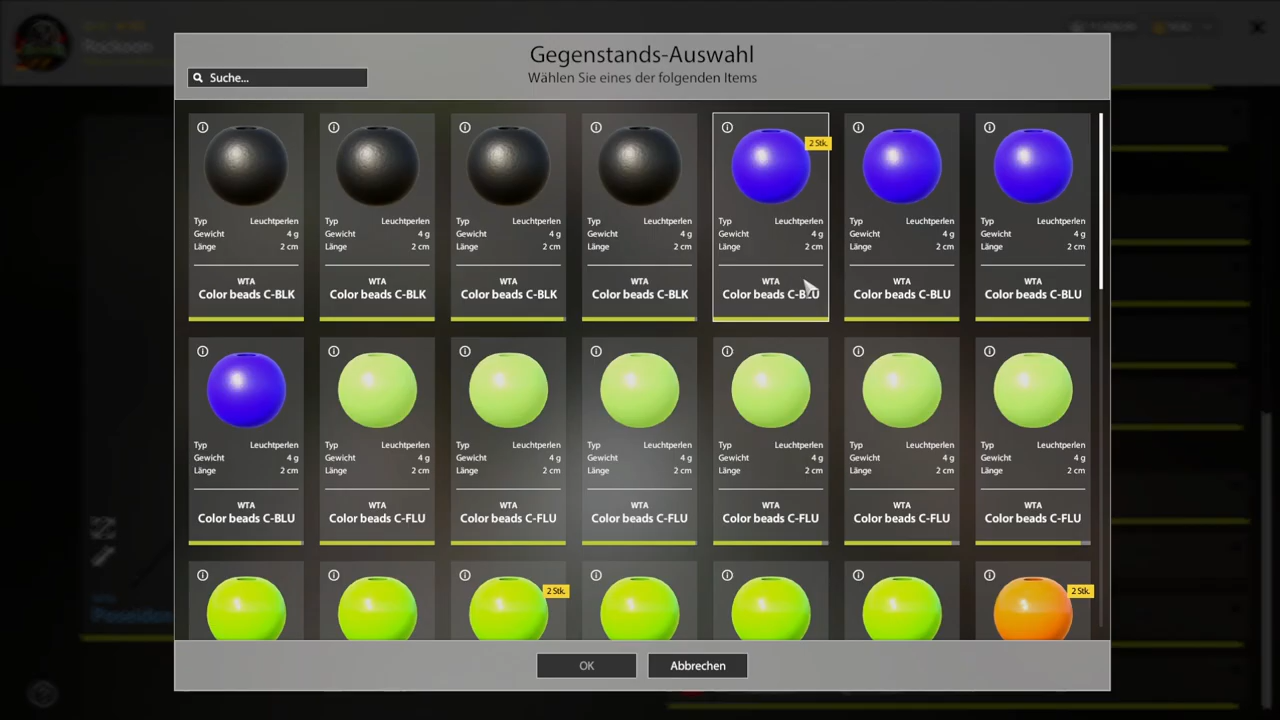 Gegenstands-Auswahl
Wählen Sie eines der folgenden Items
Suche...
2 Stk.
Typ Leuchtperlen Typ Leuchtperlen Typ Leuchtperlen Typ Leuchtperlen Typ Leuchtperlen Typ Leuchtperlen Typ Leuchtperlen
Gewicht 4 g Gewicht 4 g Gewicht 4 g Gewicht 4 g Gewicht 4 g Gewicht 4 g Gewicht 4 g
Länge 2 cm Länge 2 cm Länge 2 cm Länge 2 cm Länge 2 cm Länge 2 cm Länge 2 cm
WTA WTA WTA WTA WTA WTA WTA
Color beads C-BLK Color beads C-BLK Color beads C-BLK Color beads C-BLK Color beads C-BLU Color beads C-BLU Color beads C-BLU
Typ Leuchtperlen Typ Leuchtperlen Typ Leuchtperlen Typ Leuchtperlen Typ Leuchtperlen Typ Leuchtperlen Typ Leuchtperlen
Gewicht 4 g Gewicht 4 g Gewicht 4 g Gewicht 4 g Gewicht 4 g Gewicht 4 g Gewicht 4 g
Länge 2 cm Länge 2 cm Länge 2 cm Länge 2 cm Länge 2 cm Länge 2 cm Länge 2 cm
WTA WTA WTA WTA WTA WTA WTA
Color beads C-BLU Color beads C-FLU Color beads C-FLU Color beads C-FLU Color beads C-FLU Color beads C-FLU Color beads C-FLU
2 Stk. 2 Stk.
Poseidon
OK Abbrechen